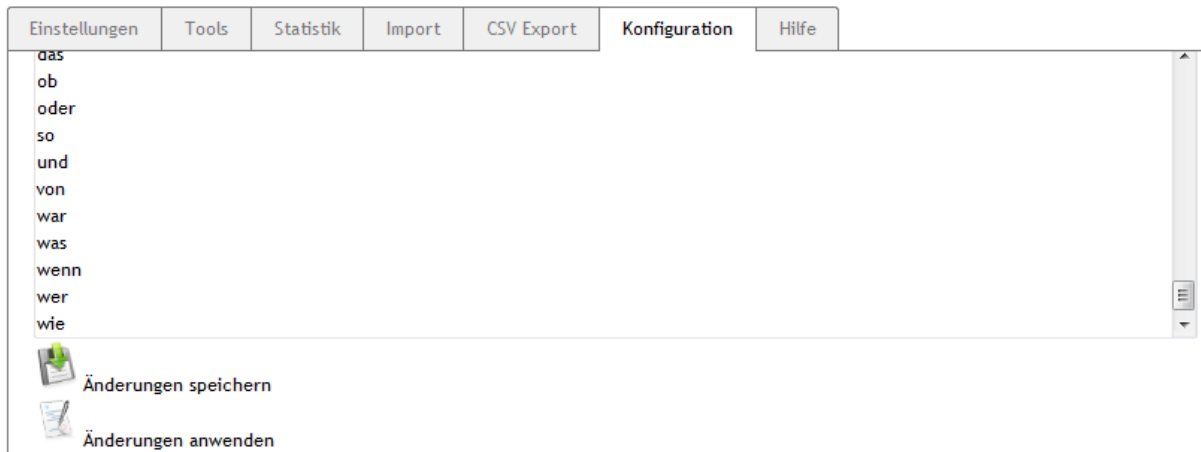 Einstellungen Tools Statistik Import CSV Export Konfiguration Hilfe
das
ob
oder
so
und
von
war
was
wenn
wer
wie
Änderungen speichern
Änderungen anwenden